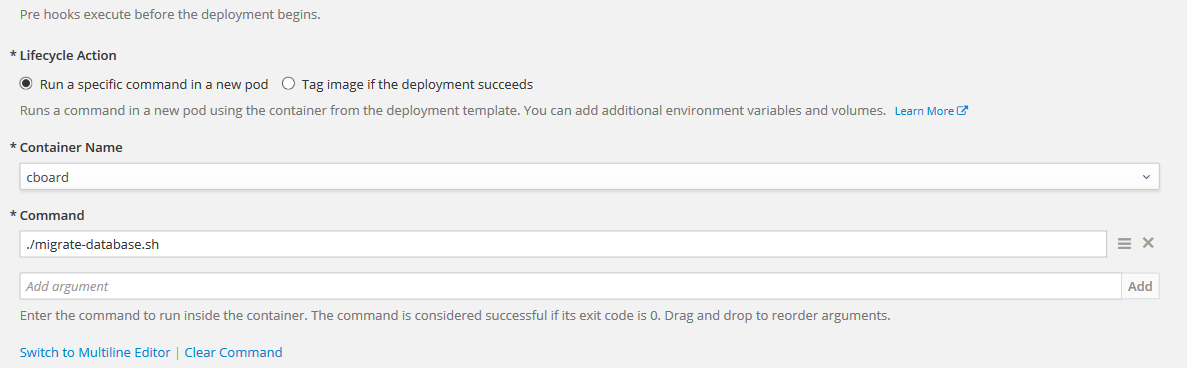 Pre hooks execute before the deployment begins.
* Lifecycle Action
Run a specific command in a new pod Tag image if the deployment succeeds
Runs a command in a new pod using the container from the deployment template. You can add additional environment variables and volumes. Learn More
* Container Name
cboard
* Command
./migrate-database.sh
Add argument Add
Enter the command to run inside the container. The command is considered successful if its exit code is 0. Drag and drop to reorder arguments.
Switch to Multiline Editor | Clear Command